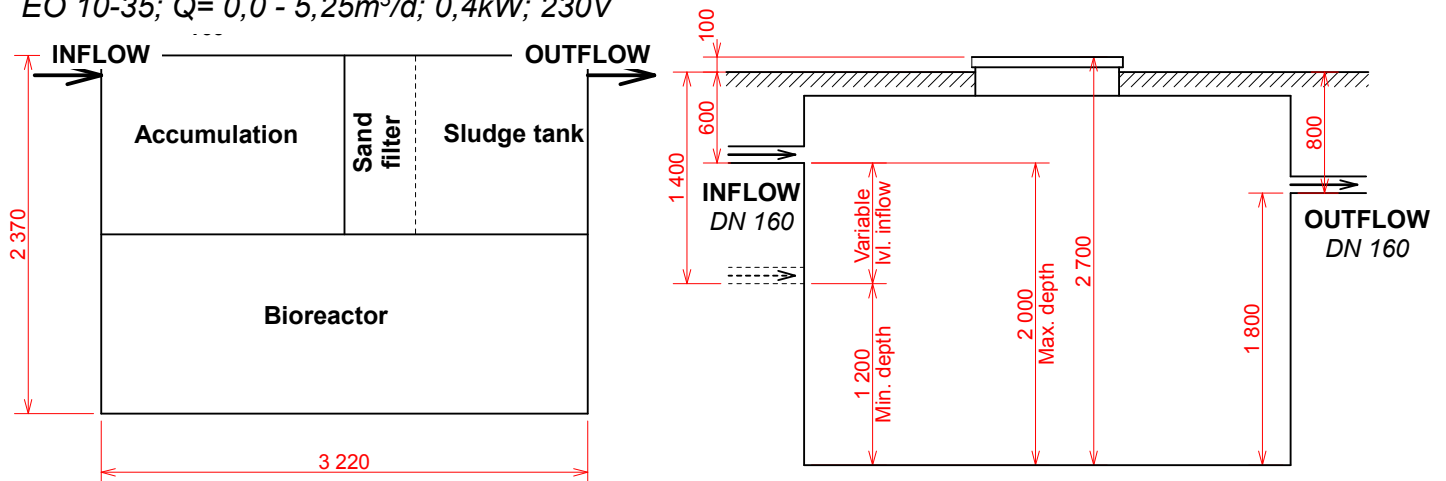 EO 10-35; Q= 0,0 - 5,25m³/d; 0,4kW; 230V
INFLOW
OUTFLOW
Accumulation
Sand
filter
Sludge tank
Bioreactor
2 370
3 220
100
600
1 400
800
INFLOW
DN 160
Variable
lvl. inflow
OUTFLOW
DN 160
1 200
Min. depth
2 000
Max. depth
2 700
1 800